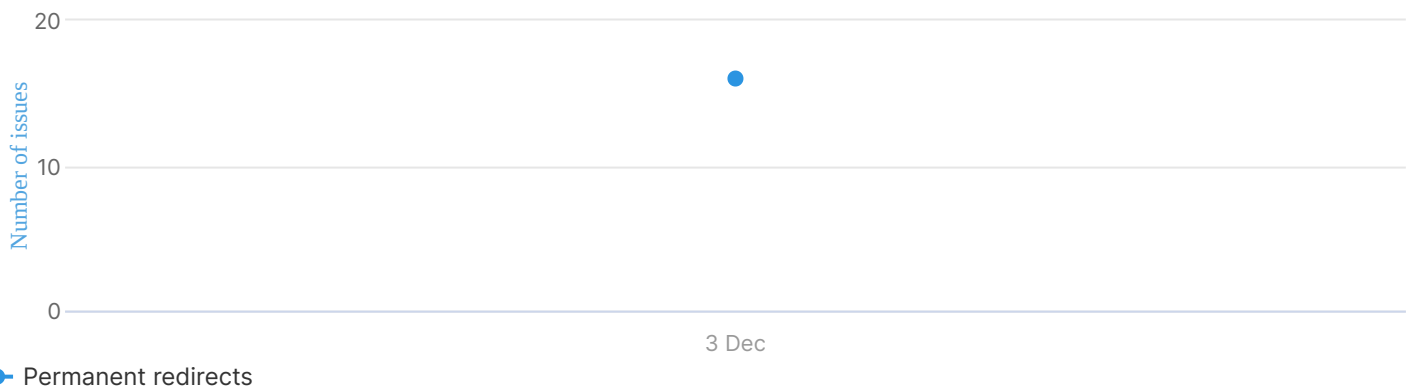 20
Number of issues
10
0
3 Dec
Permanent redirects